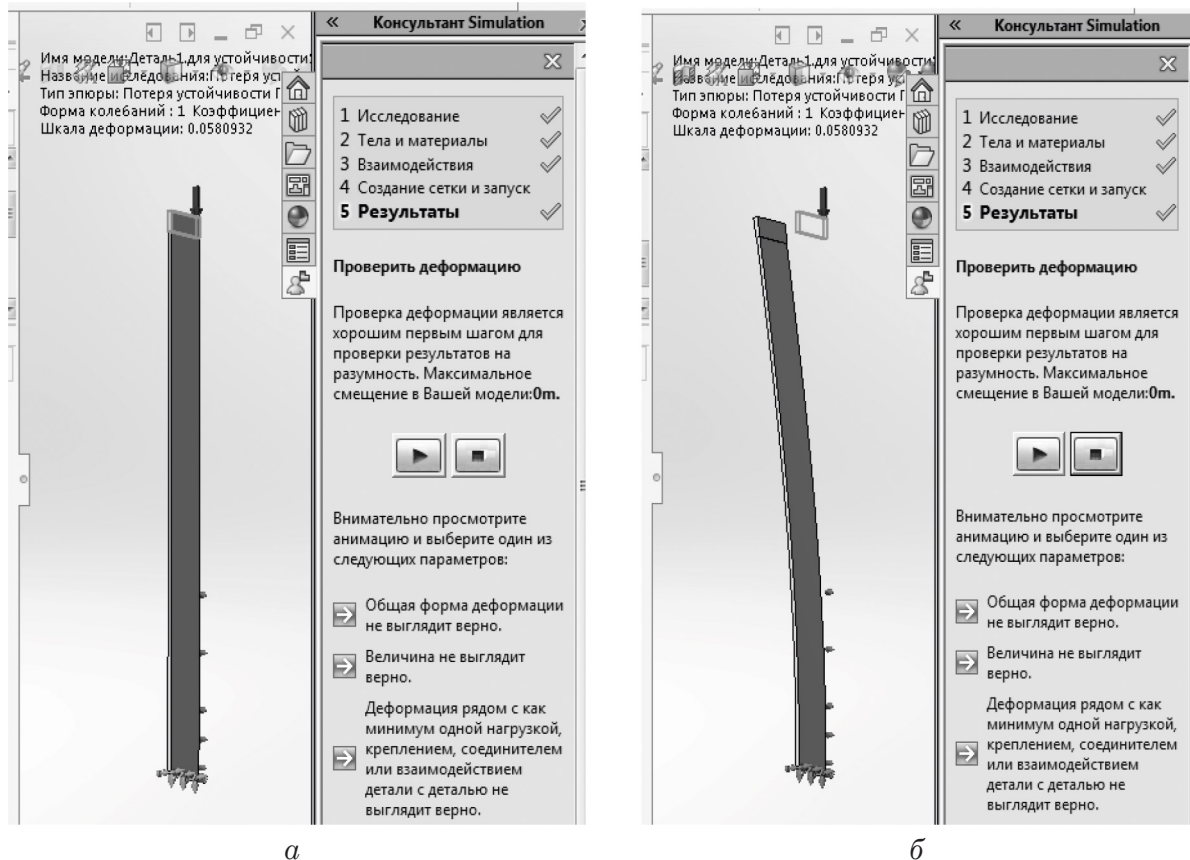 Консультант Simulation
Имя модели:Деталь1.для устойчивости
Название исследования:Потеря уст
Тип эпюры: Потеря устойчивости
Форма колебаний : 1 Коэффициен
Шкала деформации: 0.0580932
1 Исследование
2 Тела и материалы
3 Взаимодействия
4 Создание сетки и запуск
5 Результаты
Проверить деформацию
Проверка деформации является
хорошим первым шагом для
проверки результатов на
разумность. Максимальное
смещение в Вашей модели:0m.
Внимательно просмотрите
анимацию и выберите один из
следующих параметров:
Общая форма деформации
не выглядит верно.
Величина не выглядит
верно.
Деформация рядом с как
минимум одной нагрузкой,
креплением, соединителем
или взаимодействием
детали с деталью не
выглядит верно.
а
Консультант Simulation
Имя модели:Деталь1.для устойчивости
Тип эпюры: Потеря устойчивости
Форма колебаний : 1 Коэффициен
Шкала деформации: 0.0580932
1 Исследование
2 Тела и материалы
3 Взаимодействия
4 Создание сетки и запуск
5 Результаты
Проверить деформацию
Проверка деформации является
хорошим первым шагом для
проверки результатов на
разумность. Максимальное
смещение в Вашей модели:0m.
Внимательно просмотрите
анимацию и выберите один из
следующих параметров:
Общая форма деформации
не выглядит верно.
Величина не выглядит
верно.
Деформация рядом с как
минимум одной нагрузкой,
креплением, соединителем
или взаимодействием
детали с деталью не
выглядит верно.
б